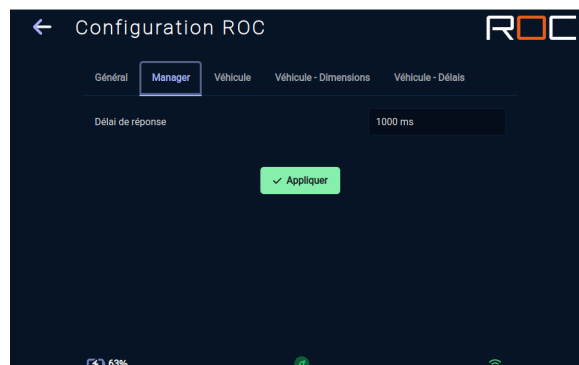 Configuration ROC
ROC
Général Manager Véhicule Véhicule - Dimensions Véhicule - Délais
Délai de réponse 1000 ms
Appliquer
63%